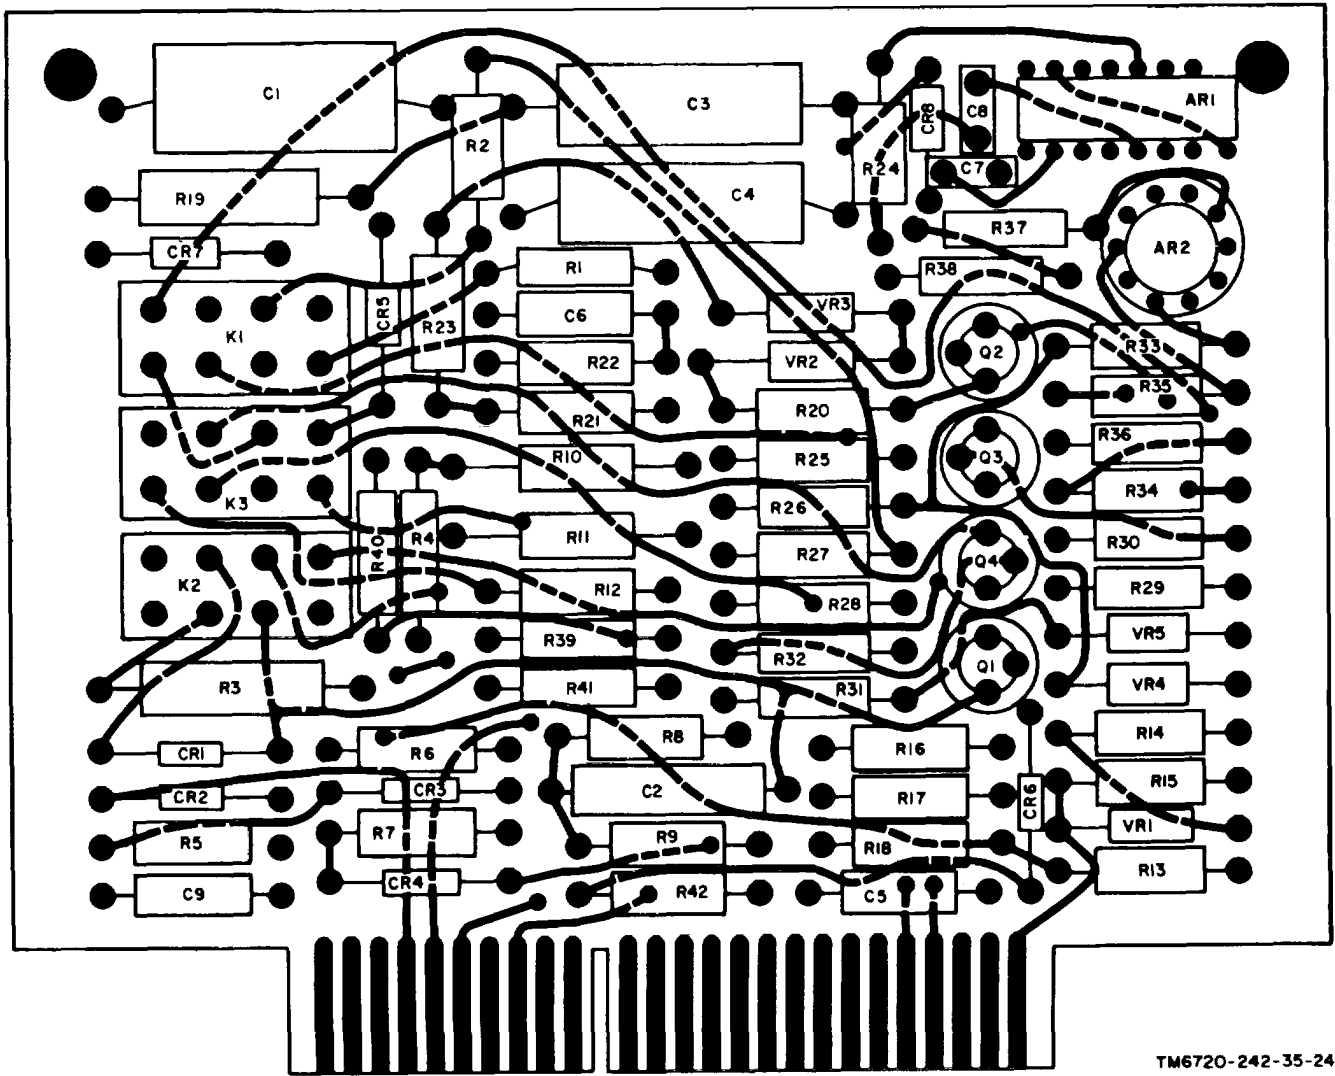 C1
R2
C3
R24
CR8
C8
AR1
C7
R19
C4
CR7
R37
AR2
R1
R38
CR5
K1
R23
C6
VR3
Q2
R33
R22
VR2
R35
R21
R20
R36
K3
R10
R25
Q3
R34
R40
R4
R11
R26
R27
R30
K2
R12
R28
Q4
R29
R39
R32
VR5
R3
R41
R31
Q1
VR4
CR1
R6
R8
R16
R14
CR2
CR3
C2
R17
CR6
R15
R5
R7
R9
R18
VR1
C9
CR4
R42
C5
R13
TM6720-242-35-24